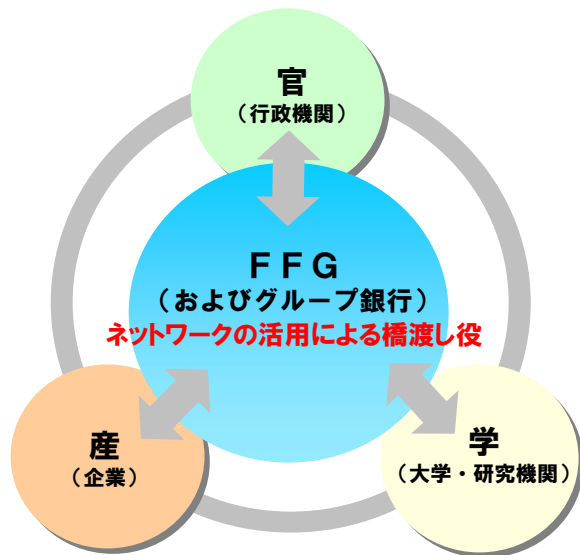 官
（行政機関）
ＦＦＧ
（およびグループ銀行）
ネットワークの活用による橋渡し役
産
（企業）
学
（大学・研究機関）